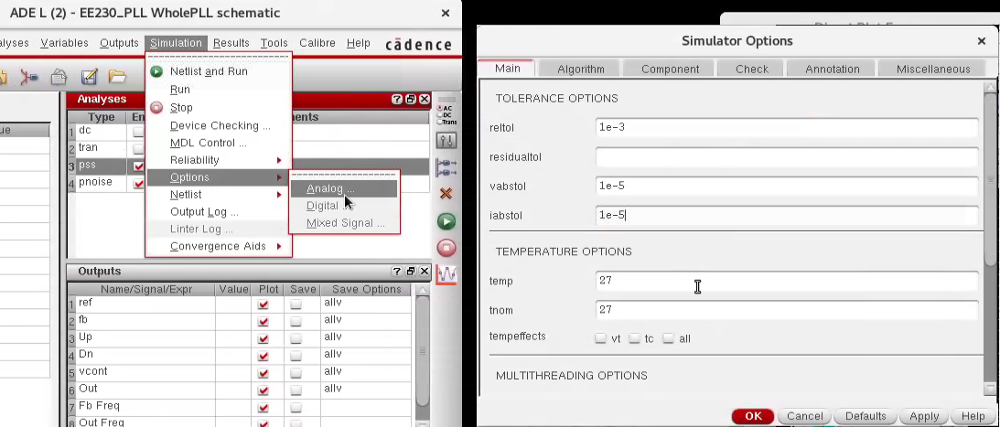 ADE L (2) - EE230_PLL WholePLL schematic
alyses Variables Outputs Simulation Results Tools Calibre Help cādence
Netlist and Run
Run
Stop
Device Checking ...
MDL Control ...
Reliability
Options
Netlist
Output Log ...
Linter Log ...
Convergence Aids
Analog ...
Digital ...
Mixed Signal ...
Analyses
Type En ments
1 dc
2 tran
3 pss
4 pnoise
AC
DC
Trans
ue
Outputs
Name/Signal/Expr Value Plot Save Save Options
1 ref allv
2 fb allv
3 Up allv
4 Dn allv
5 vcont allv
6 Out allv
7 Fb Freq
8 Out Freq
Simulator Options
Main Algorithm Component Check Annotation Miscellaneous
TOLERANCE OPTIONS
reltol 1e-3
residualtol
vabstol 1e-5
iabstol 1e-5
TEMPERATURE OPTIONS
temp 27
tnom 27
tempeffects vt tc all
MULTITHREADING OPTIONS
OK Cancel Defaults Apply Help